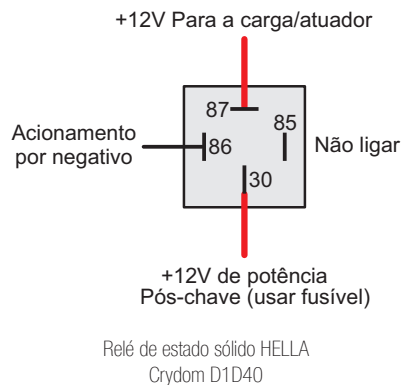 +12V Para a carga/atuador
87
85
Acionamento
por negativo
86
Não ligar
30
+12V de potência
Pós-chave (usar fusível)
Relé de estado sólido HELLA
Crydom D1D40